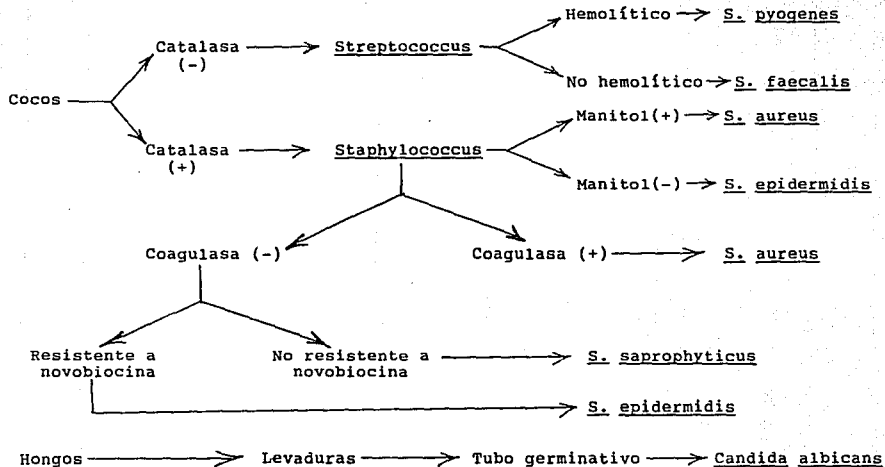 Hemolítico S. pyogenes
Catalasa Streptococcus
(-)
No hemolítico S. faecalis
Cocos
Manitol(+) S. aureus
Catalasa Staphylococcus
(+)
Manitol(-) S. epidermidis
Coagulasa (-) Coagulasa (+) S. aureus
Resistente a No resistente a S. saprophyticus
novobiocina novobiocina
S. epidermidis
Hongos Levaduras Tubo germinativo Candida albicans